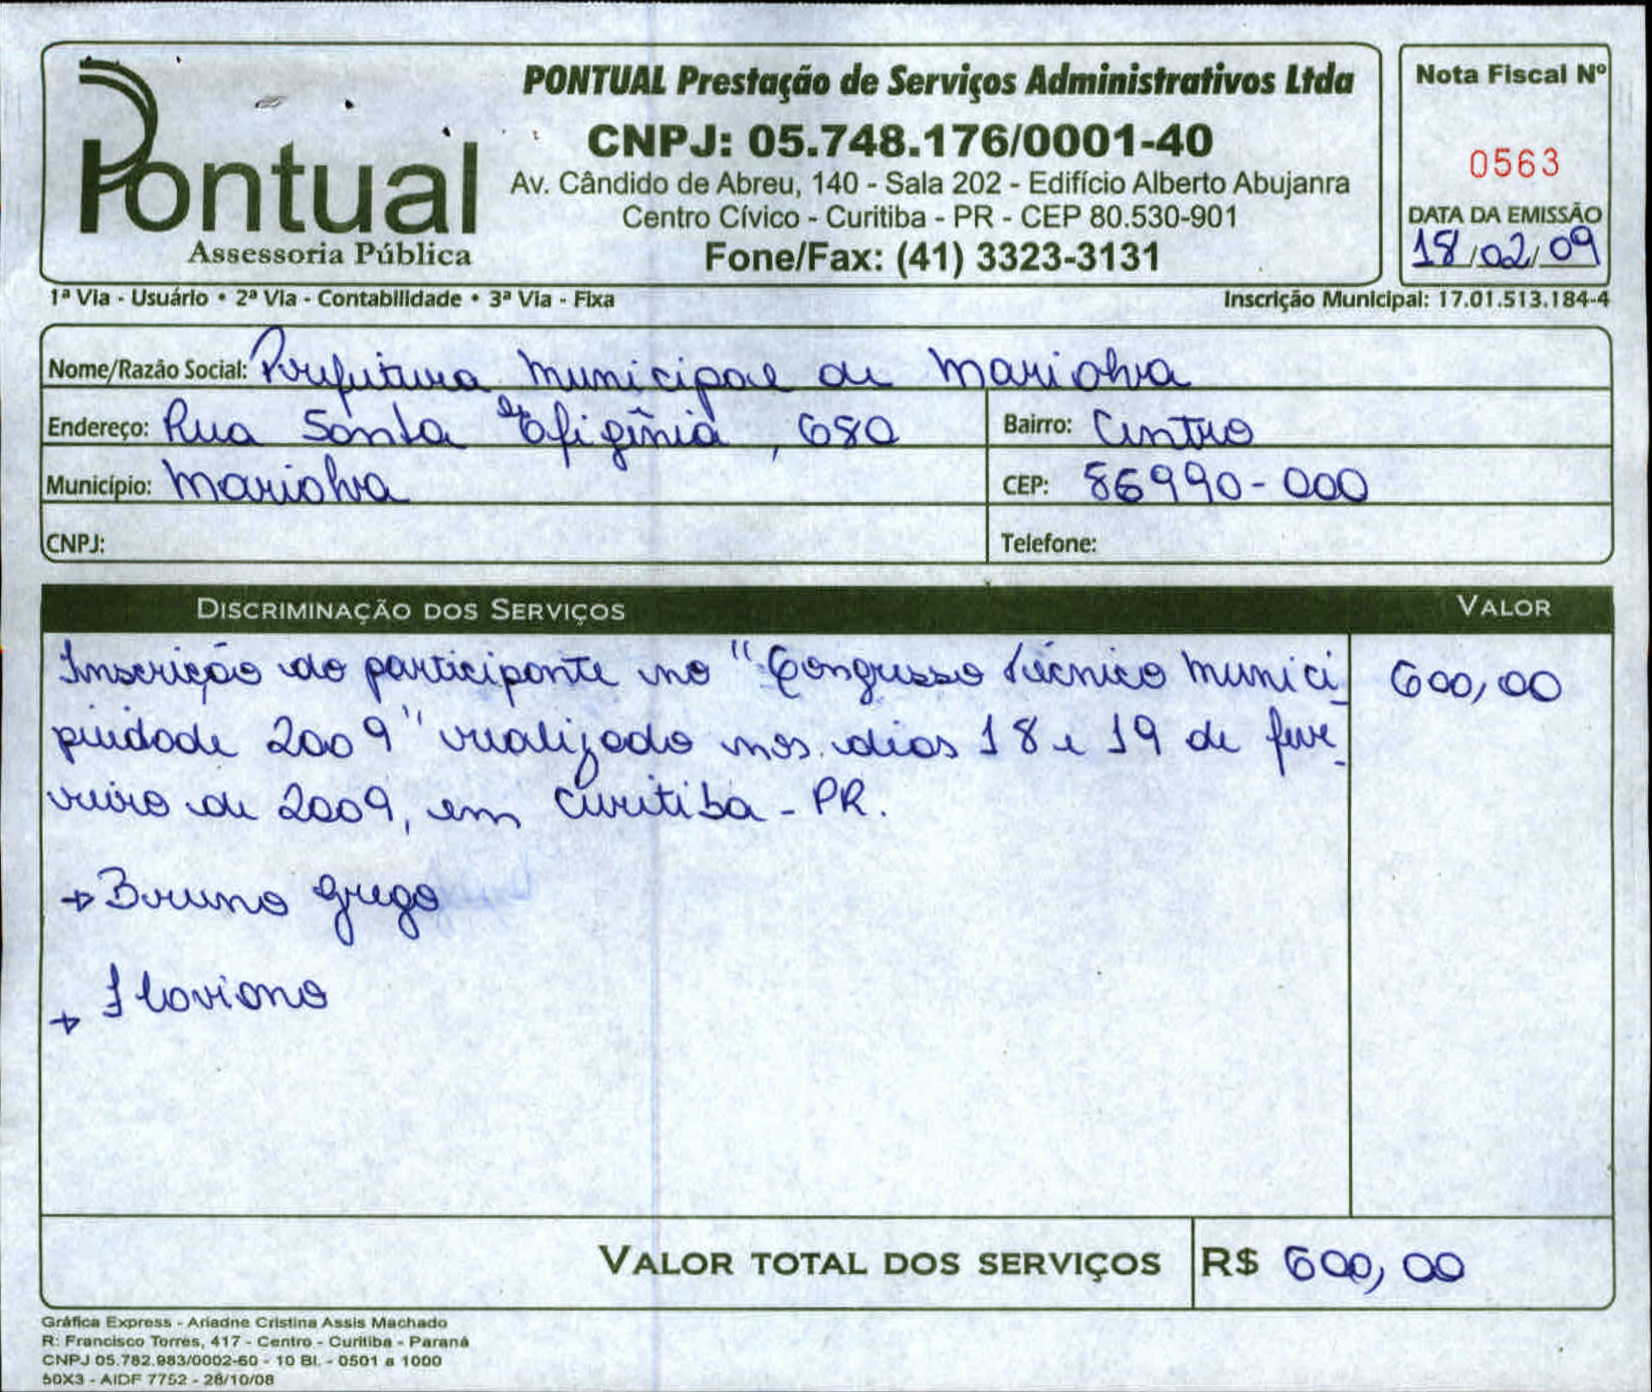 Pontual
Assessoria Pública
PONTUAL Prestação de Serviços Administrativos Ltda
CNPJ: 05.748.176/0001-40
Av. Cândido de Abreu, 140 - Sala 202 - Edifício Alberto Abujanra
Centro Cívico - Curitiba - PR - CEP 80.530-901
Fone/Fax: (41) 3323-3131
Nota Fiscal Nº
0563
DATA DA EMISSÃO
18/02/09
1ª Via - Usuário • 2ª Via - Contabilidade • 3ª Via - Fixa
Inscrição Municipal: 17.01.513.184-4
Nome/Razão Social: Prefeitura Municipal de Marialva
Endereço: Rua Santa Efigênia, 680
Bairro: Centro
Município: Marialva
CEP: 86990-000
CNPJ:
Telefone:
DISCRIMINAÇÃO DOS SERVIÇOS
VALOR
Inscrição do participante no "Congresso Técnico Munici
600,00
realizado nos dias 18 e 19 de feve
reiro de 2009, em Curitiba - PR.
→ Bruno Grego
→
VALOR TOTAL DOS SERVIÇOS
R$ 600,00
Gráfica Express - Ariadne Cristina Assis Machado
R: Francisco Torres, 417 - Centro - Curitiba - Paraná
CNPJ 05.782.983/0002-60 - 10 Bl. - 0501 a 1000
50X3 - AIDF 7752 - 28/10/08